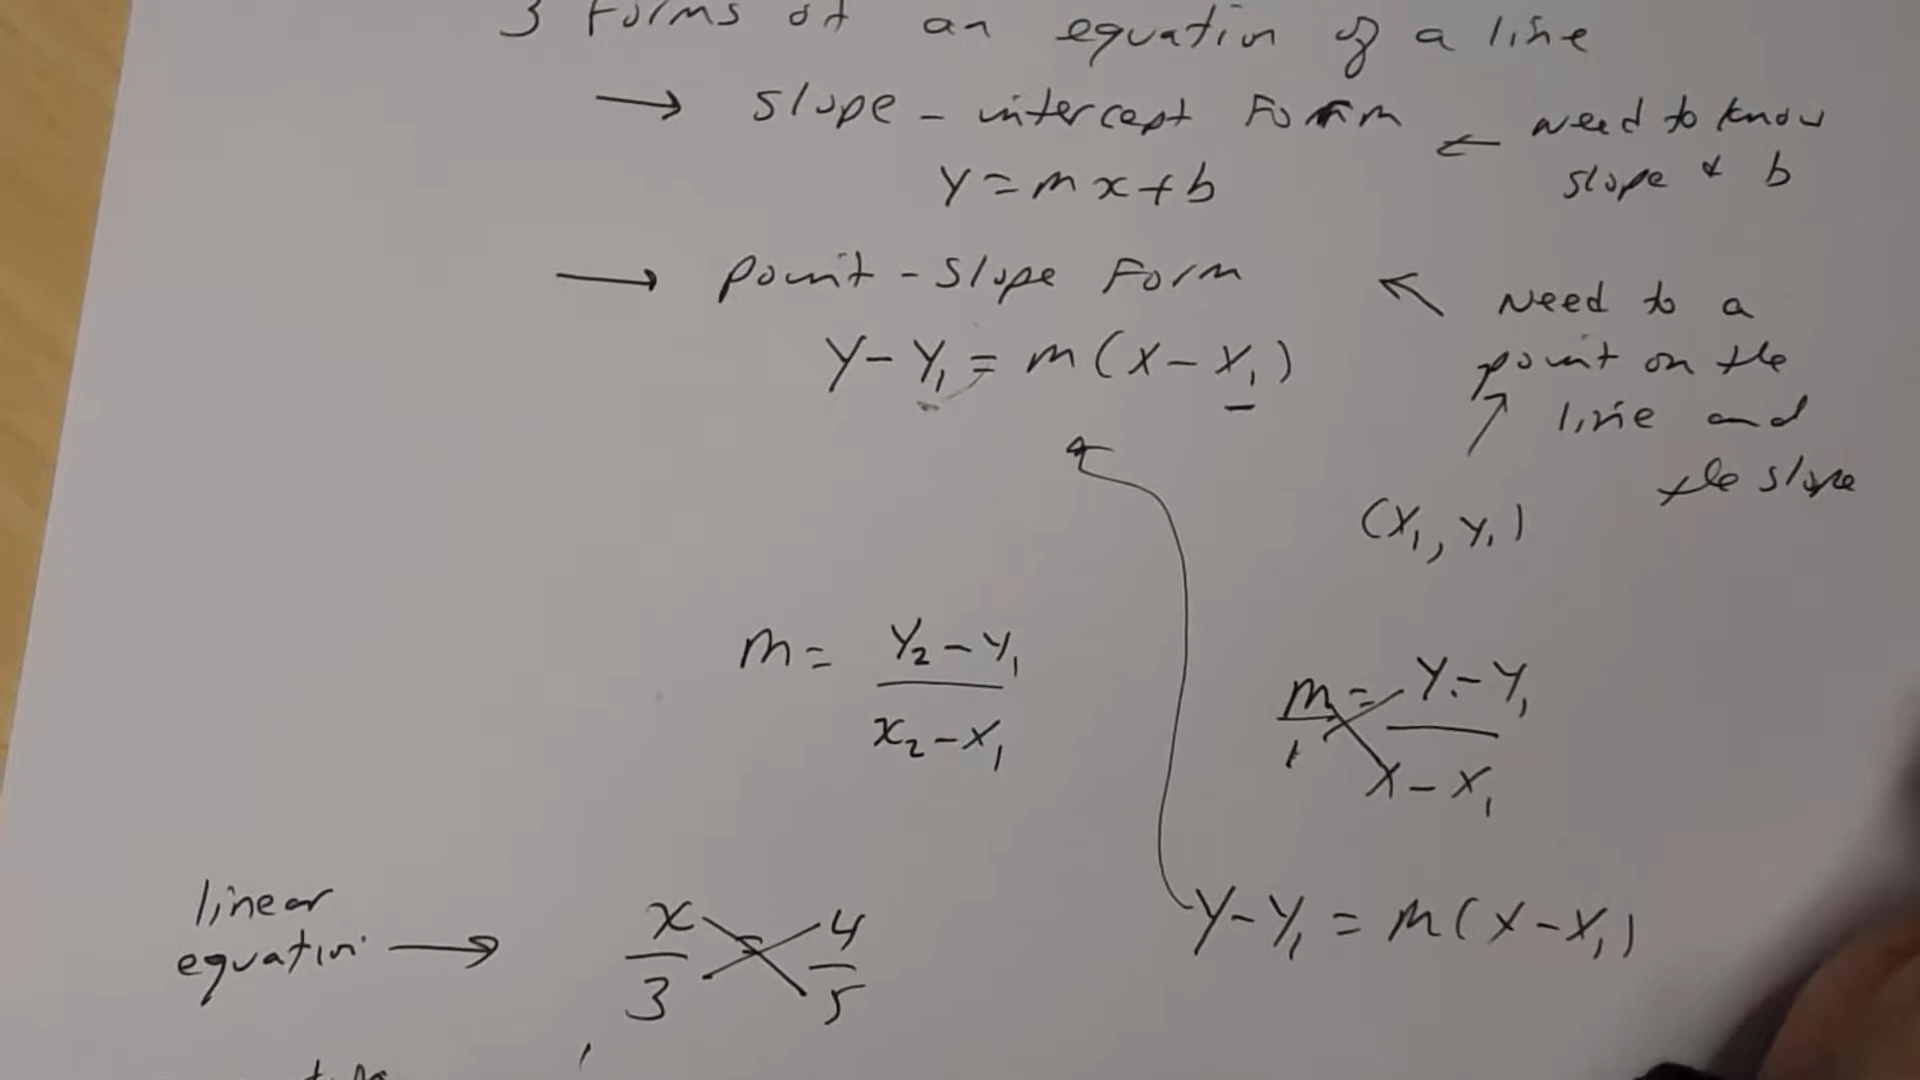 3 Forms of an equation of a line
→ slope - intercept Form ← need to know
y = mx + b slope & b
→ point - slope Form ← Need to a
y - y₁ = m(x - x₁) point on the
line and
the slope
(x₁, y₁)
m = y₂ - y₁ / x₂ - x₁
m/1 = y - y₁ / x - x₁
linear
equation → x/3 = 4/5
y - y₁ = m(x - x₁)